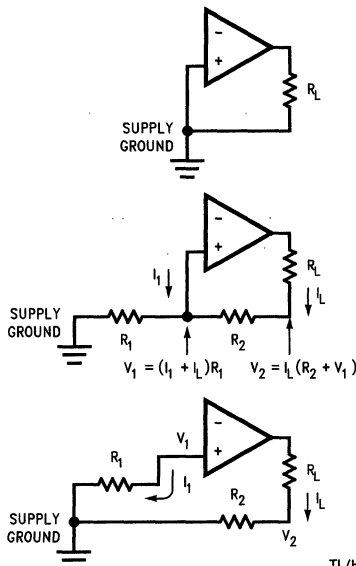 -
+
R_L
SUPPLY
GROUND
-
+
R_L
I_1
I_L
SUPPLY
GROUND
R_1
R_2
V_1 = (I_1 + I_L)R_1
V_2 = I_L(R_2 + V_1)
-
+
V_1
R_1
I_1
R_L
R_2
I_L
SUPPLY
GROUND
V_2